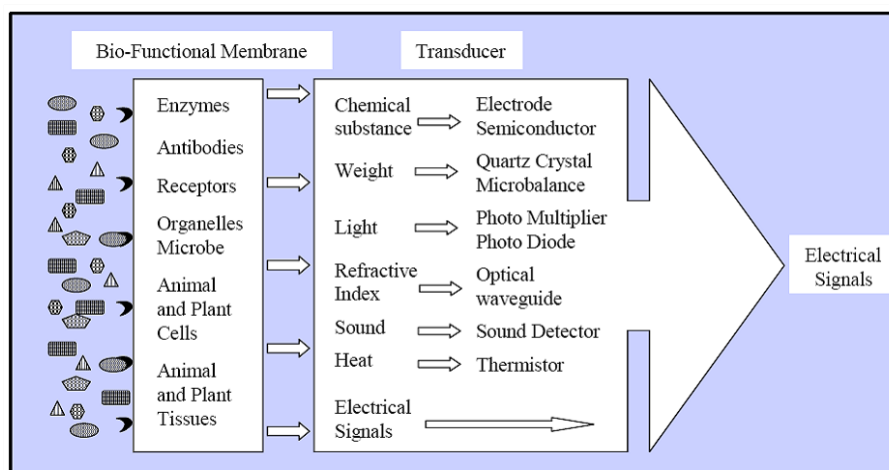 Bio-Functional Membrane
Transducer
Enzymes
Antibodies
Receptors
Organelles
Microbe
Animal
and Plant
Cells
Animal
and Plant
Tissues
Chemical
substance
Electrode
Semiconductor
Weight
Quartz Crystal
Microbalance
Light
Photo Multiplier
Photo Diode
Refractive
Index
Optical
waveguide
Sound
Sound Detector
Heat
Thermistor
Electrical
Signals
Electrical
Signals